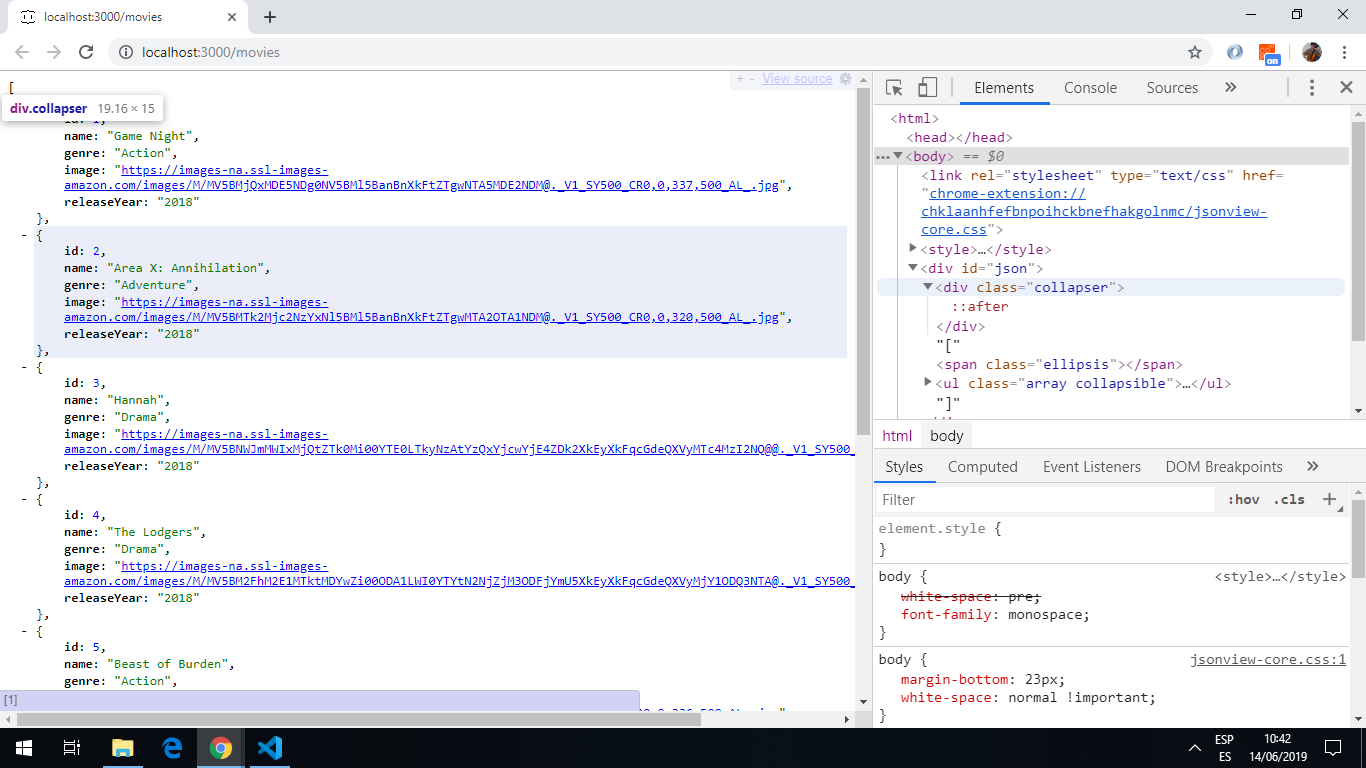 localhost:3000/movies
localhost:3000/movies
on
+ - View source
[
div.collapser 19.16 × 15
name: "Game Night",
genre: "Action",
image: "https://images-na.ssl-images-
amazon.com/images/M/MV5BMjQxMDE5NDg0NV5BMl5BanBnXkFtZTgwNTA5MDE2NDM@._V1_SY500_CR0,0,337,500_AL_.jpg",
releaseYear: "2018"
},
- {
id: 2,
name: "Area X: Annihilation",
genre: "Adventure",
image: "https://images-na.ssl-images-
amazon.com/images/M/MV5BMTk2Mjc2NzYxNl5BMl5BanBnXkFtZTgwMTA2OTA1NDM@._V1_SY500_CR0,0,320,500_AL_.jpg",
releaseYear: "2018"
},
- {
id: 3,
name: "Hannah",
genre: "Drama",
image: "https://images-na.ssl-images-
amazon.com/images/M/MV5BNWJmMWIxMjQtZTk0Mi00YTE0LTkyNzAtYzQxYjcwYjE4ZDk2XkEyXkFqcGdeQXVyMTc4MzI2NQ@@._V1_SY500_
releaseYear: "2018"
},
- {
id: 4,
name: "The Lodgers",
genre: "Drama",
image: "https://images-na.ssl-images-
amazon.com/images/M/MV5BM2FhM2E1MTktMDYwZi00ODA1LWI0YTYtN2NjZjM3ODFjYmU5XkEyXkFqcGdeQXVyMjY1ODQ3NTA@._V1_SY500_
releaseYear: "2018"
},
- {
id: 5,
name: "Beast of Burden",
genre: "Action",
[1]
Elements Console Sources »
<html>
<head></head>
… <body> == $0
<link rel="stylesheet" type="text/css" href=
"chrome-extension://
chklaanhfefbnpoihckbnefhakgolnmc/jsonview-
core.css">
<style>…</style>
<div id="json">
<div class="collapser">
::after
</div>
"["
<span class="ellipsis"></span>
<ul class="array collapsible">…</ul>
"]"
html body
Styles Computed Event Listeners DOM Breakpoints »
Filter :hov .cls +
element.style {
}
body { <style>…</style>
white-space: pre;
font-family: monospace;
}
body { jsonview-core.css:1
margin-bottom: 23px;
white-space: normal !important;
}
ESP
ES
10:42
14/06/2019